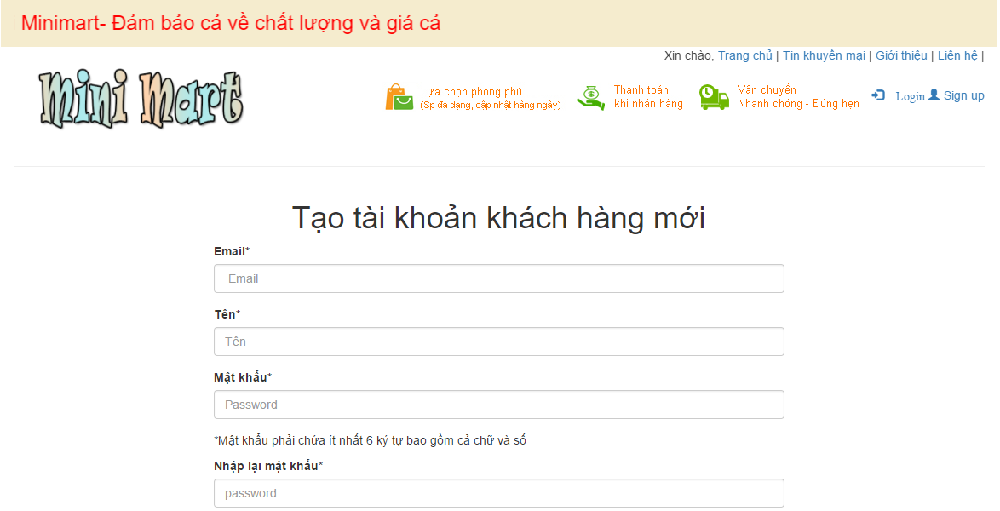 Minimart- Đảm bảo cả về chất lượng và giá cả
Xin chào, Trang chủ | Tin khuyến mại | Giới thiệu | Liên hệ |
Mini Mart
Lựa chọn phong phú
(Sp đa dạng, cập nhật hàng ngày)
Thanh toán
khi nhận hàng
Vận chuyển
Nhanh chóng - Đúng hẹn
Login Sign up
Tạo tài khoản khách hàng mới
Email*
Email
Tên*
Tên
Mật khẩu*
Password
*Mật khẩu phải chứa ít nhất 6 ký tự bao gồm cả chữ và số
Nhập lại mật khẩu*
password